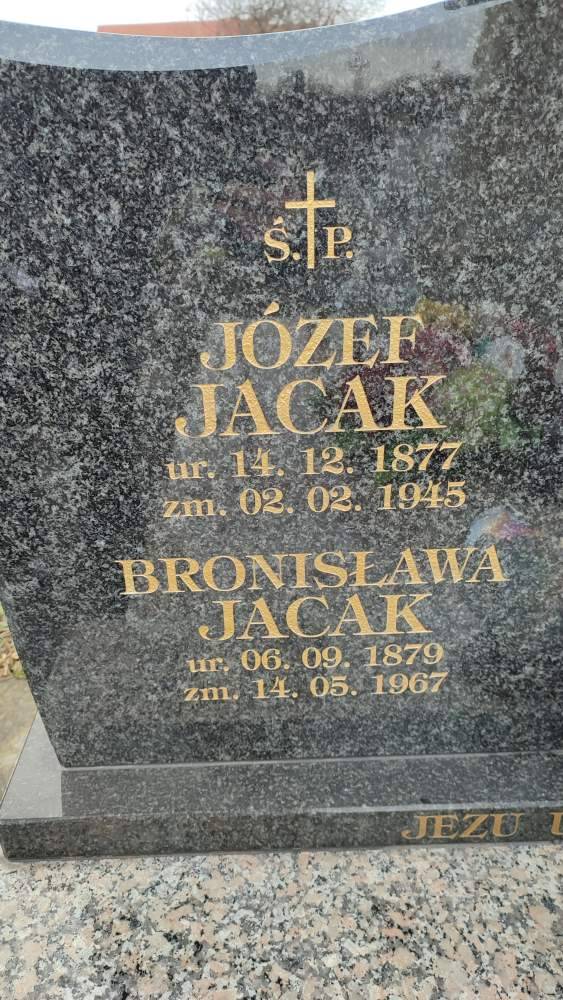 Ś. P.
JÓZEF
JACAK
ur. 14. 12. 1877
zm. 02. 02. 1945
BRONISŁAWA
JACAK
ur. 06. 09. 1879
zm. 14. 05. 1967
JEZU